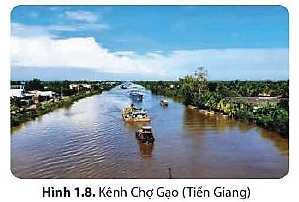 Hình 1.8. Kênh Chợ Gạo (Tiền Giang)